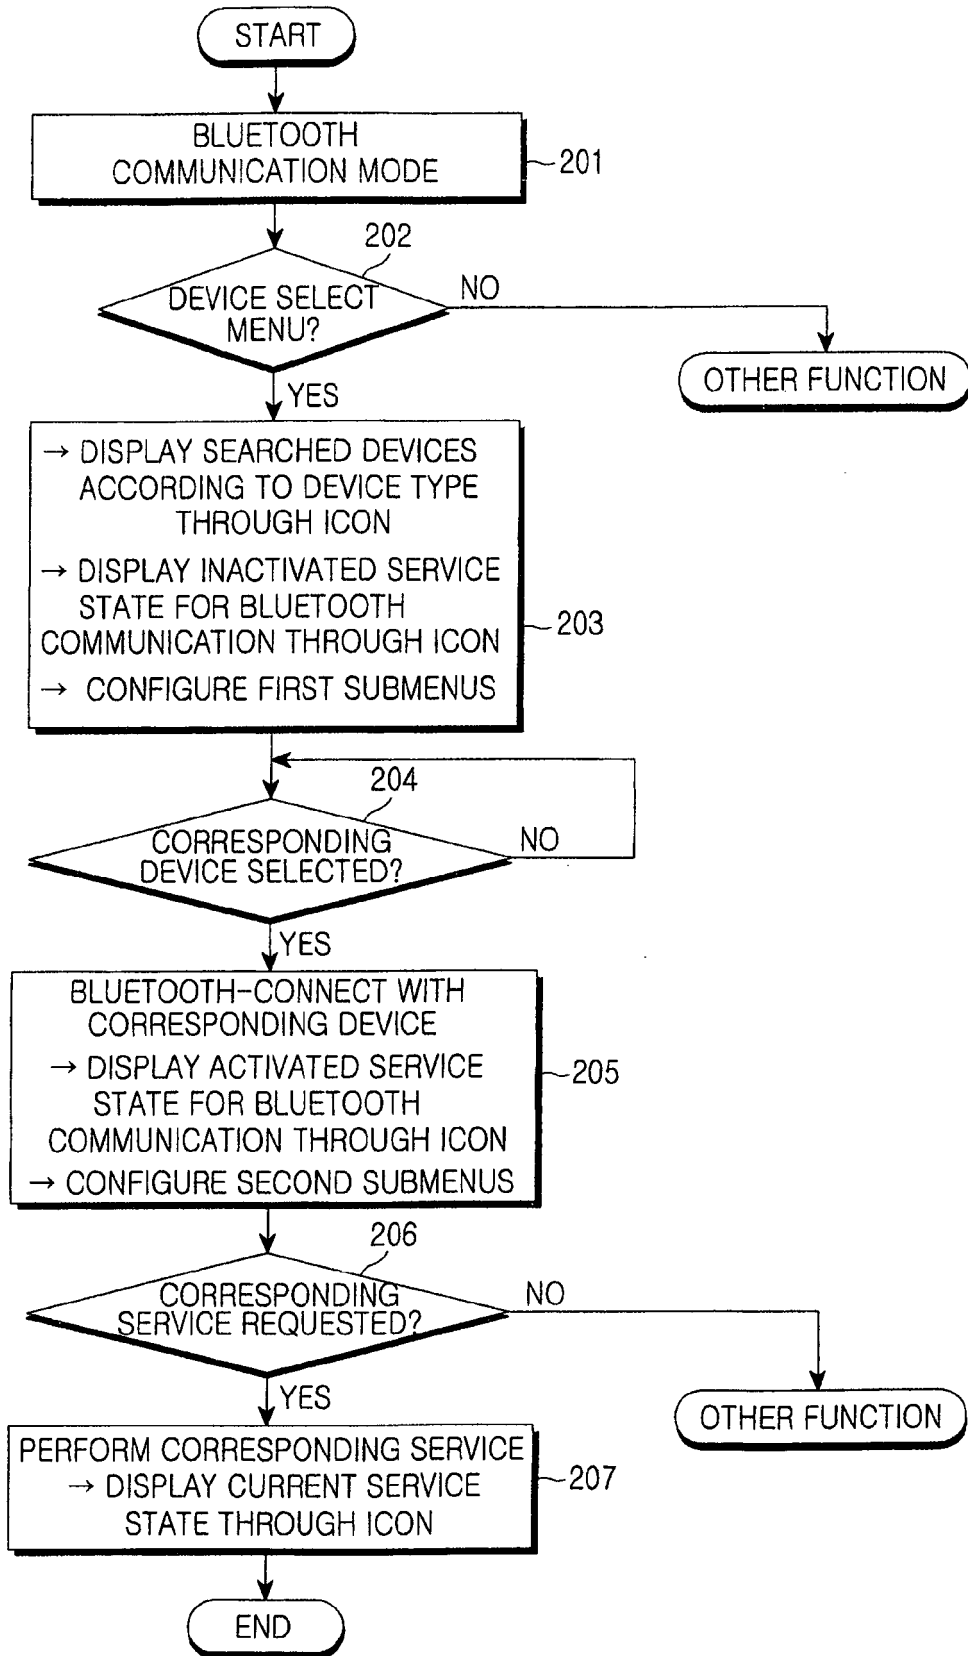 START
BLUETOOTH
COMMUNICATION MODE
201
202
DEVICE SELECT
MENU?
NO
OTHER FUNCTION
YES
→ DISPLAY SEARCHED DEVICES
ACCORDING TO DEVICE TYPE
THROUGH ICON
→ DISPLAY INACTIVATED SERVICE
STATE FOR BLUETOOTH
COMMUNICATION THROUGH ICON
→ CONFIGURE FIRST SUBMENUS
203
204
CORRESPONDING
DEVICE SELECTED?
NO
YES
BLUETOOTH-CONNECT WITH
CORRESPONDING DEVICE
→ DISPLAY ACTIVATED SERVICE
STATE FOR BLUETOOTH
COMMUNICATION THROUGH ICON
→ CONFIGURE SECOND SUBMENUS
205
206
CORRESPONDING
SERVICE REQUESTED?
NO
OTHER FUNCTION
YES
PERFORM CORRESPONDING SERVICE
→ DISPLAY CURRENT SERVICE
STATE THROUGH ICON
207
END